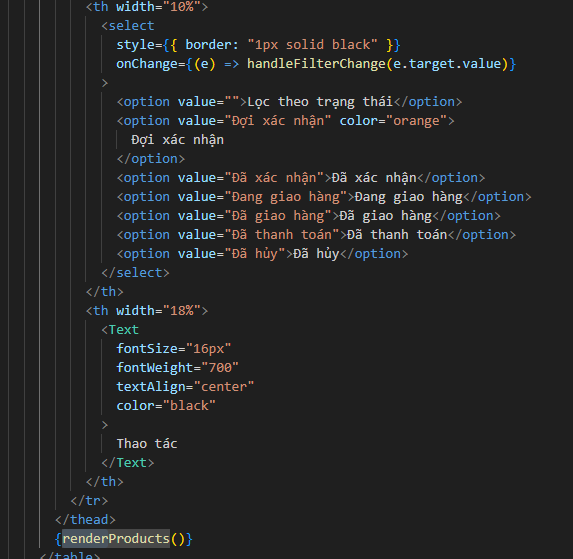 <th width="10%">
<select
style={{ border: "1px solid black" }}
onChange={(e) => handleFilterChange(e.target.value)}
>
<option value="">Lọc theo trạng thái</option>
<option value="Đợi xác nhận" color="orange">
Đợi xác nhận
</option>
<option value="Đã xác nhận">Đã xác nhận</option>
<option value="Đang giao hàng">Đang giao hàng</option>
<option value="Đã giao hàng">Đã giao hàng</option>
<option value="Đã thanh toán">Đã thanh toán</option>
<option value="Đã hủy">Đã hủy</option>
</select>
</th>
<th width="18%">
<Text
fontSize="16px"
fontWeight="700"
textAlign="center"
color="black"
>
Thao tác
</Text>
</th>
</tr>
</thead>
{renderProducts()}
</table>